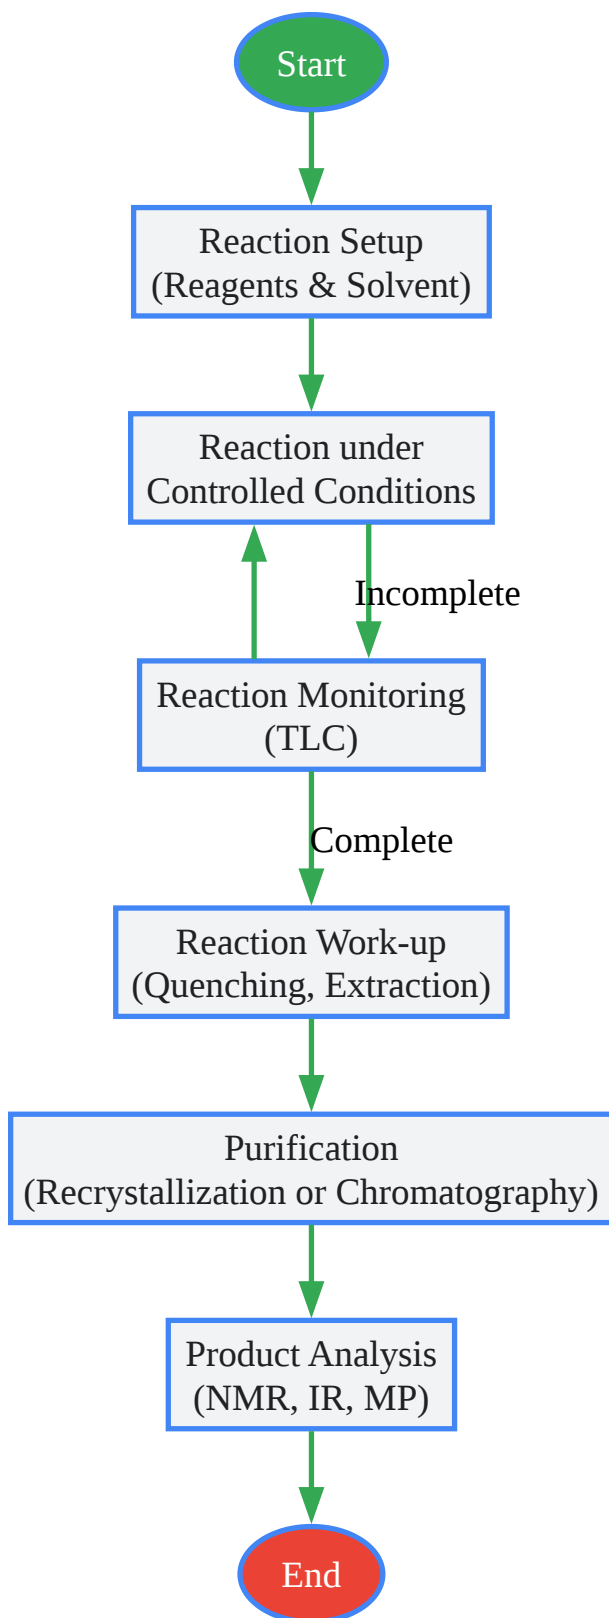 Start
Reaction Setup
(Reagents & Solvent)
Reaction under
Controlled Conditions
Incomplete
Reaction Monitoring
(TLC)
Complete
Reaction Work-up
(Quenching, Extraction)
Purification
(Recrystallization or Chromatography)
Product Analysis
(NMR, IR, MP)
End